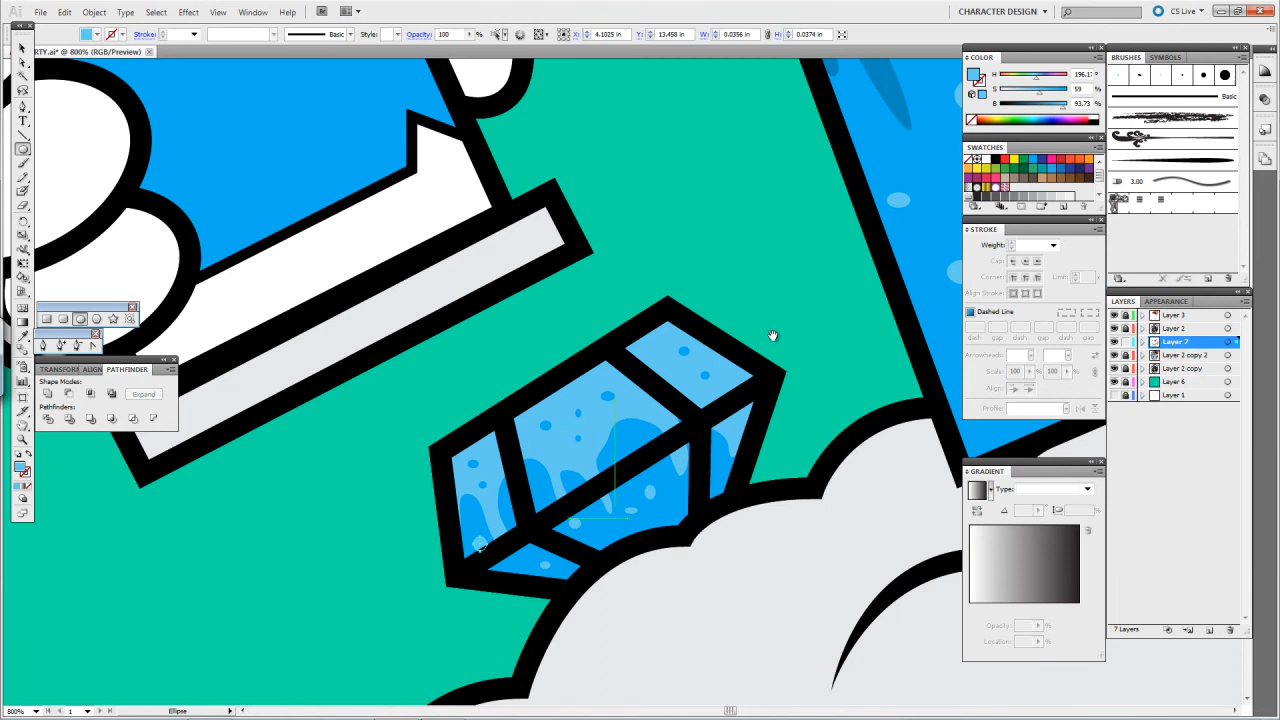 Ai File Edit Object Type Select Effect View Window Help CHARACTER DESIGN CS Live
Stroke: Basic Style: Opacity: 100 % X: 4.1025 in Y: 13.458 in W: 0.0356 in H: 0.0374 in
RTY.ai* @ 800% (RGB/Preview)
COLOR
H 196.17 °
S 59
B 93.73 %
SWATCHES
STROKE
Weight:
Cap:
Corner: Limit: x
Align Stroke:
Dashed Line
dash gap dash gap dash gap
Arrowheads:
Scale: 100 % 100 %
Align:
Profile:
GRADIENT
Type:
Opacity: %
Location: %
BRUSHES SYMBOLS
Basic
3.00
LAYERS APPEARANCE
Layer 3
Layer 2
Layer 7
Layer 2 copy 2
Layer 2 copy
Layer 6
Layer 1
7 Layers
TRANSFORM ALIGN PATHFINDER
Shape Modes:
Expand
Pathfinders:
800% 1 Ellipse